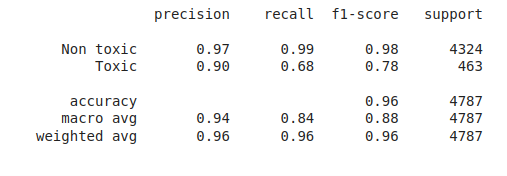 precision recall f1-score support
Non toxic 0.97 0.99 0.98 4324
Toxic 0.90 0.68 0.78 463
accuracy 0.96 4787
macro avg 0.94 0.84 0.88 4787
weighted avg 0.96 0.96 0.96 4787